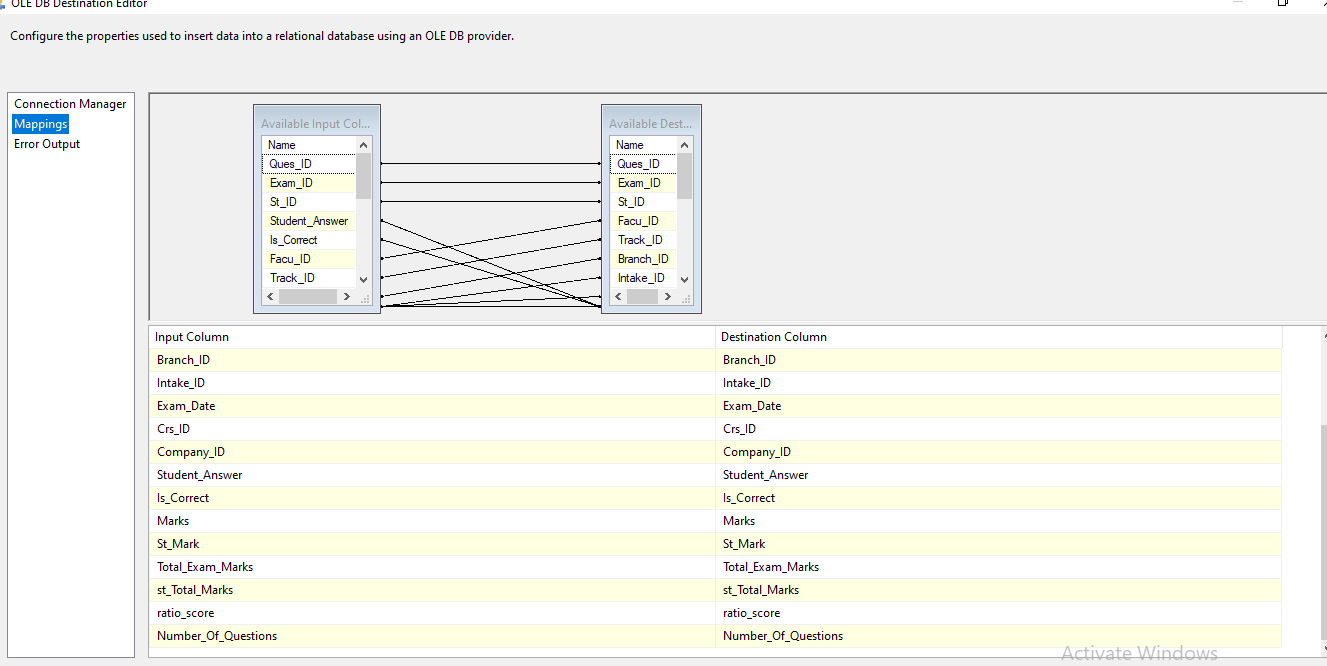 OLE DB Destination Editor
Configure the properties used to insert data into a relational database using an OLE DB provider.
Connection Manager
Mappings
Error Output
Available Input Col...
Name
Ques_ID
Exam_ID
St_ID
Student_Answer
Is_Correct
Facu_ID
Track_ID
Available Dest...
Name
Ques_ID
Exam_ID
St_ID
Facu_ID
Track_ID
Branch_ID
Intake_ID
Input Column Destination Column
Branch_ID Branch_ID
Intake_ID Intake_ID
Exam_Date Exam_Date
Crs_ID Crs_ID
Company_ID Company_ID
Student_Answer Student_Answer
Is_Correct Is_Correct
Marks Marks
St_Mark St_Mark
Total_Exam_Marks Total_Exam_Marks
st_Total_Marks st_Total_Marks
ratio_score ratio_score
Number_Of_Questions Number_Of_Questions
Activate Windows